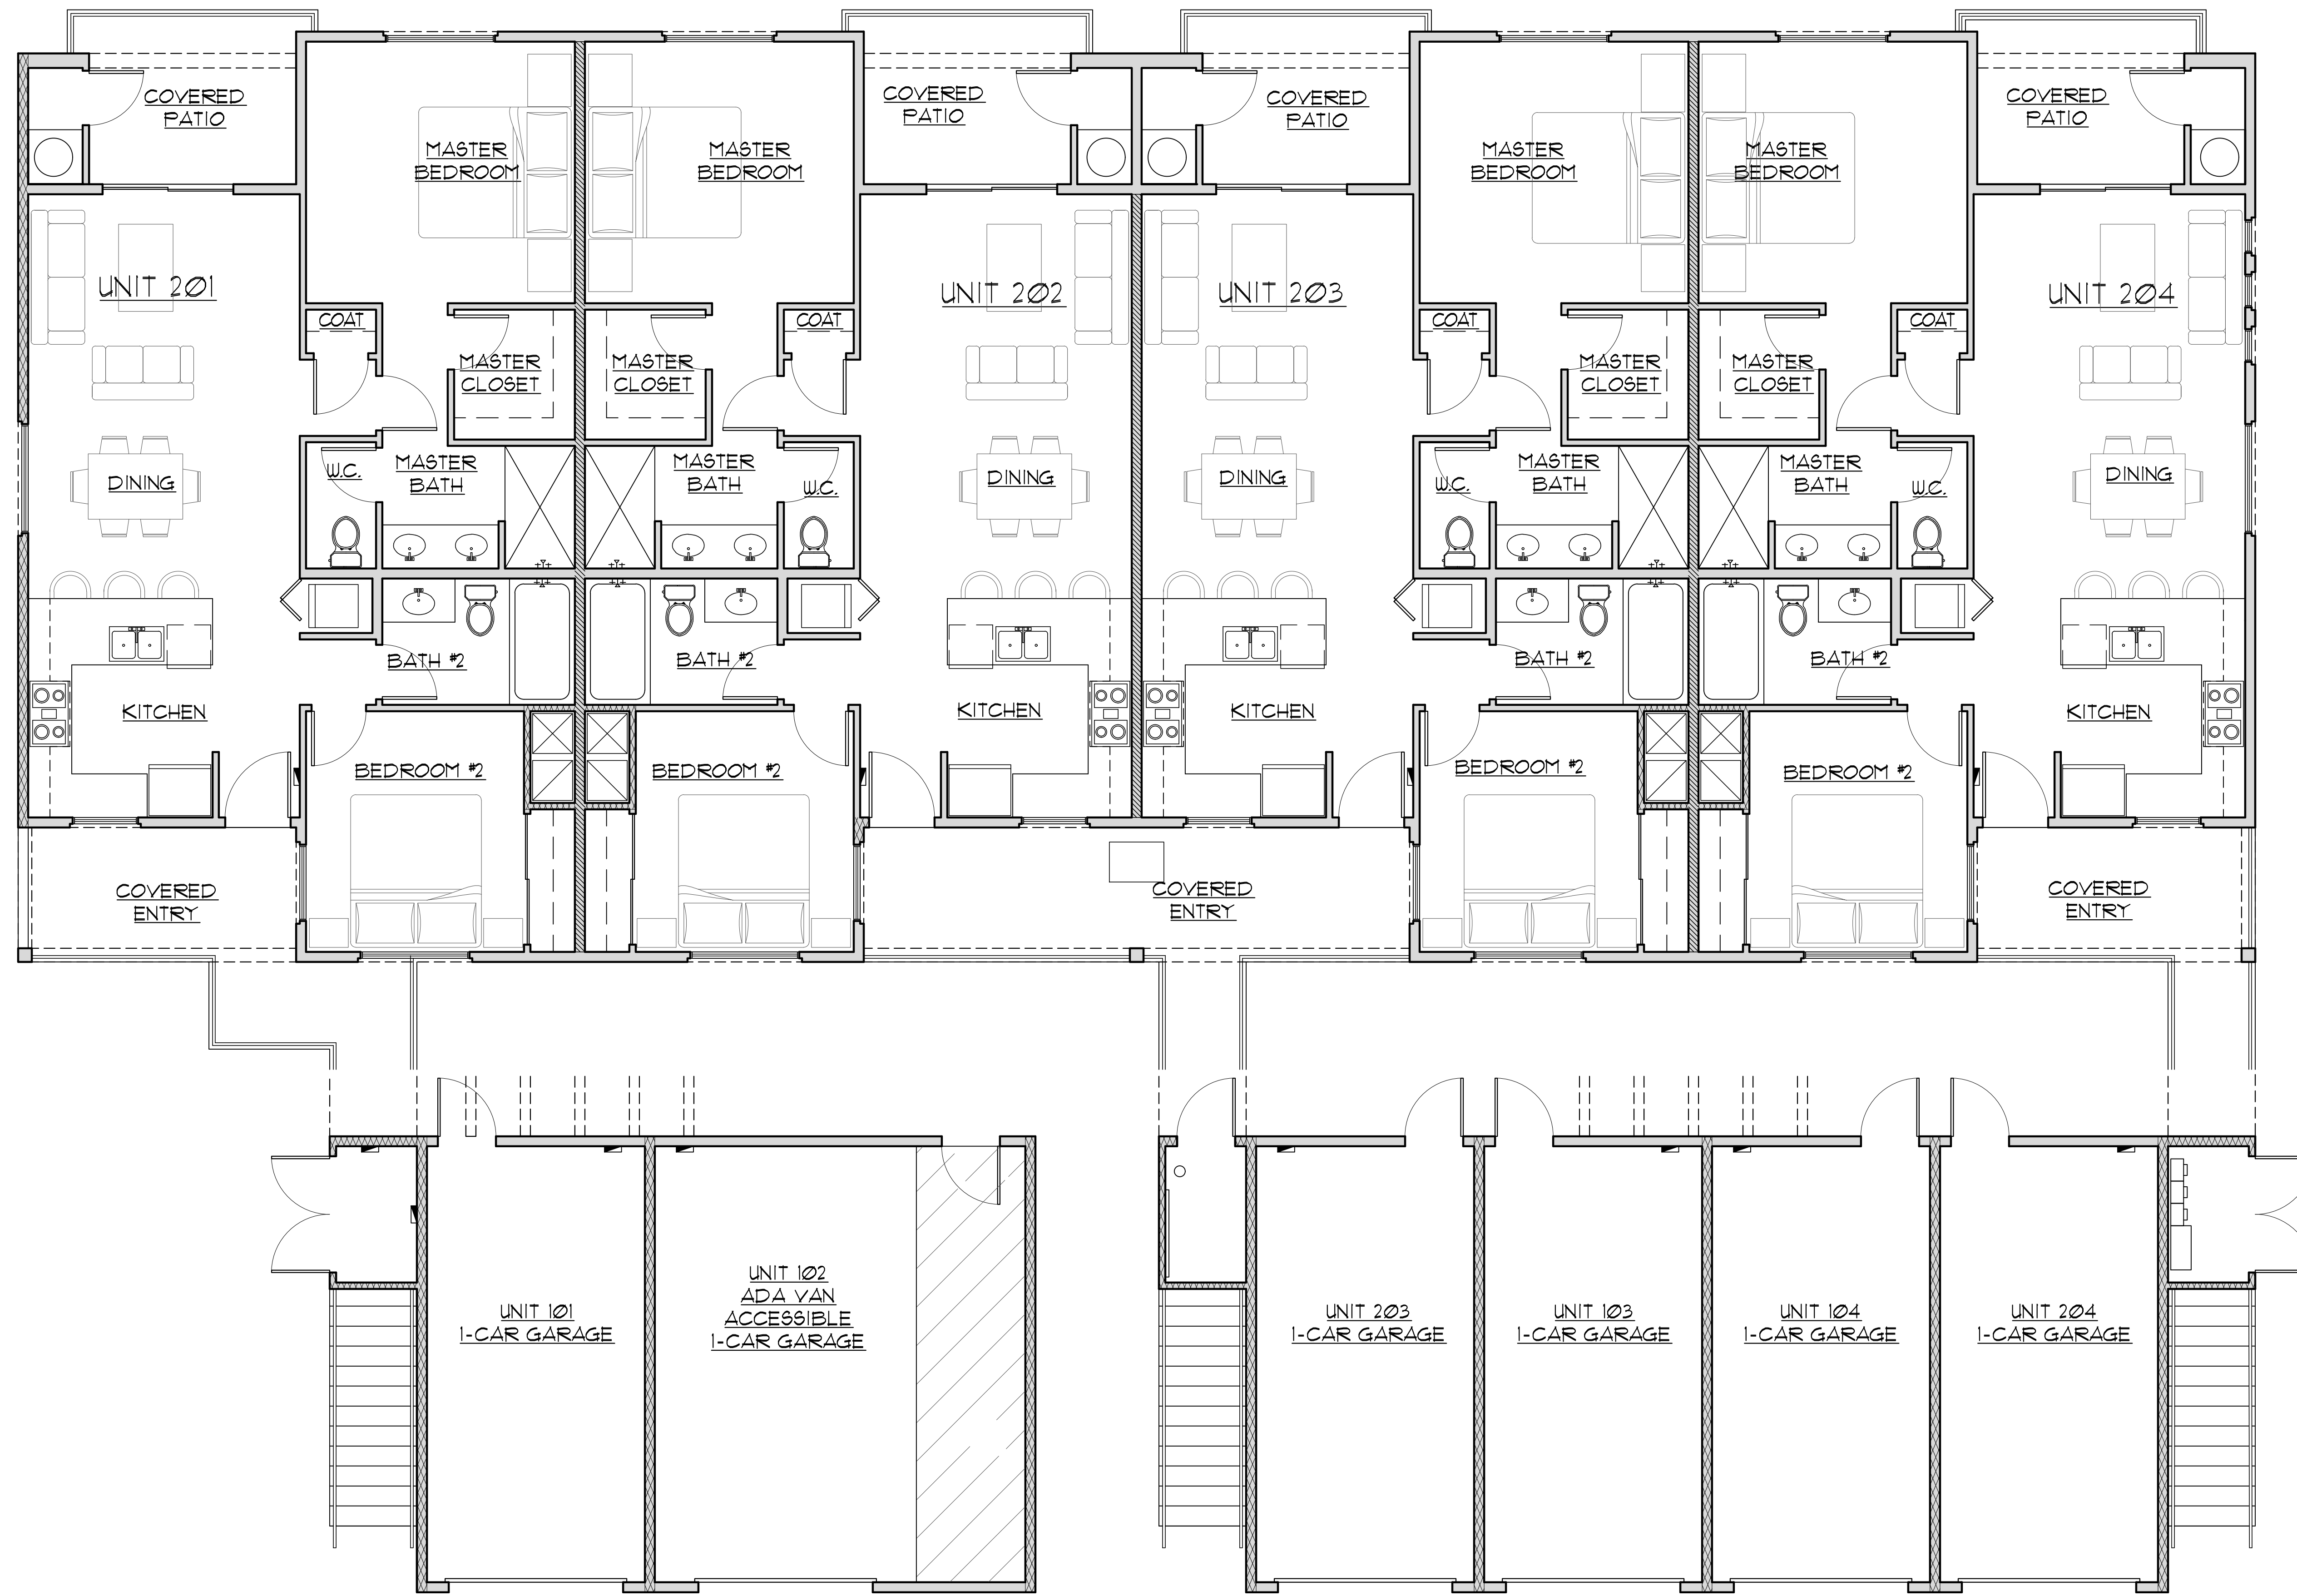 COVERED
PATIO
COVERED
PATIO
COVERED
PATIO
COVERED
PATIO
MASTER
BEDROOM
MASTER
BEDROOM
MASTER
BEDROOM
MASTER
BEDROOM
UNIT 201
UNIT 202
UNIT 203
UNIT 204
COAT
COAT
COAT
COAT
MASTER
CLOSET
MASTER
CLOSET
MASTER
CLOSET
MASTER
CLOSET
DINING
W.C.
MASTER
BATH
MASTER
BATH
W.C.
DINING
DINING
W.C.
MASTER
BATH
MASTER
BATH
W.C.
DINING
BATH #2
BATH #2
BATH #2
BATH #2
KITCHEN
KITCHEN
KITCHEN
KITCHEN
BEDROOM #2
BEDROOM #2
BEDROOM #2
BEDROOM #2
COVERED
ENTRY
COVERED
ENTRY
COVERED
ENTRY
UNIT 101
1-CAR GARAGE
UNIT 102
ADA VAN
ACCESSIBLE
1-CAR GARAGE
UNIT 203
1-CAR GARAGE
UNIT 103
1-CAR GARAGE
UNIT 104
1-CAR GARAGE
UNIT 204
1-CAR GARAGE